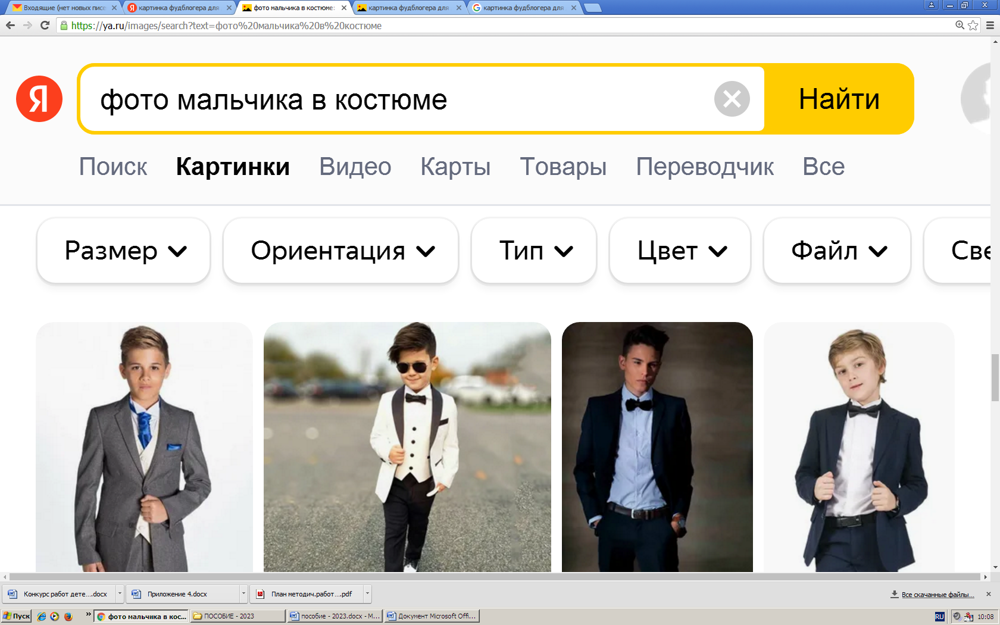 Входящие (нет новых писе
картинка фудблогера для
фото мальчика в костюме:
картинка фудблогера для
картинка фудблогера для
https://ya.ru/images/search?text=фото%20мальчика%20в%20костюме
Я
фото мальчика в костюме
Найти
Поиск Картинки Видео Карты Товары Переводчик Все
Размер Ориентация Тип Цвет Файл Све
Конкурс работ дете....docx Приложение 4.docx План методич.работ....pdf Все скачанные файлы...
Пуск » фото мальчика в кос... ПОСОБИЕ - 2023 пособие - 2023.docx - M... Документ Microsoft Offi... RU 10:08